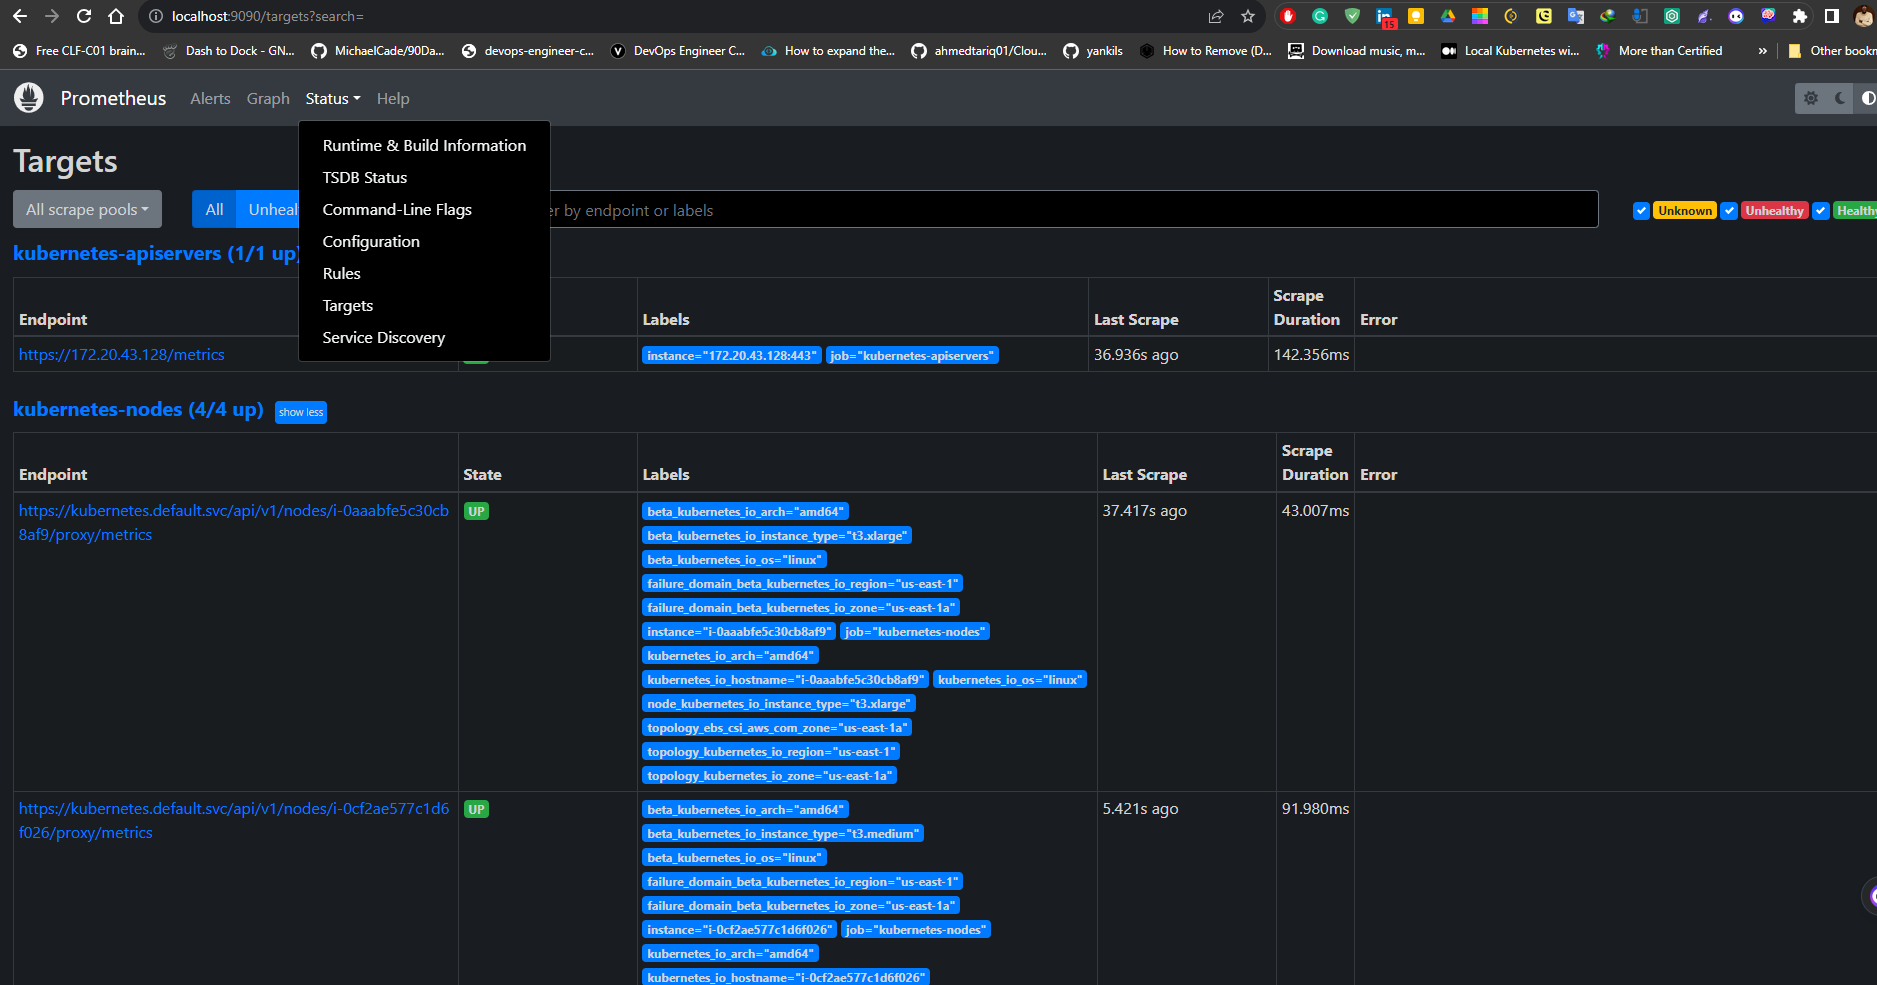 localhost:9090/targets?search=
15
Free CLF-C01 brain...
Dash to Dock - GN...
MichaelCade/90Da...
devops-engineer-c...
DevOps Engineer C...
How to expand the...
ahmedtariq01/Clou...
yankils
How to Remove (D...
Download music, m...
Local Kubernetes wi...
More than Certified
»
Other bookm
Prometheus Alerts Graph Status Help
Runtime & Build Information
TSDB Status
Command-Line Flags
Configuration
Rules
Targets
Service Discovery
Targets
All scrape pools All Unheal er by endpoint or labels Unknown Unhealthy Healthy
kubernetes-apiservers (1/1 up)
Endpoint Labels Last Scrape Scrape Duration Error
https://172.20.43.128/metrics instance="172.20.43.128:443" job="kubernetes-apiservers" 36.936s ago 142.356ms
kubernetes-nodes (4/4 up) show less
Endpoint State Labels Last Scrape Scrape Duration Error
https://kubernetes.default.svc/api/v1/nodes/i-0aaabfe5c30cb
8af9/proxy/metrics
UP
beta_kubernetes_io_arch="amd64"
beta_kubernetes_io_instance_type="t3.xlarge"
beta_kubernetes_io_os="linux"
failure_domain_beta_kubernetes_io_region="us-east-1"
failure_domain_beta_kubernetes_io_zone="us-east-1a"
instance="i-0aaabfe5c30cb8af9" job="kubernetes-nodes"
kubernetes_io_arch="amd64"
kubernetes_io_hostname="i-0aaabfe5c30cb8af9" kubernetes_io_os="linux"
node_kubernetes_io_instance_type="t3.xlarge"
topology_ebs_csi_aws_com_zone="us-east-1a"
topology_kubernetes_io_region="us-east-1"
topology_kubernetes_io_zone="us-east-1a"
37.417s ago
43.007ms
https://kubernetes.default.svc/api/v1/nodes/i-0cf2ae577c1d6
f026/proxy/metrics
UP
beta_kubernetes_io_arch="amd64"
beta_kubernetes_io_instance_type="t3.medium"
beta_kubernetes_io_os="linux"
failure_domain_beta_kubernetes_io_region="us-east-1"
failure_domain_beta_kubernetes_io_zone="us-east-1a"
instance="i-0cf2ae577c1d6f026" job="kubernetes-nodes"
kubernetes_io_arch="amd64"
kubernetes_io_hostname="i-0cf2ae577c1d6f026"
5.421s ago
91.980ms